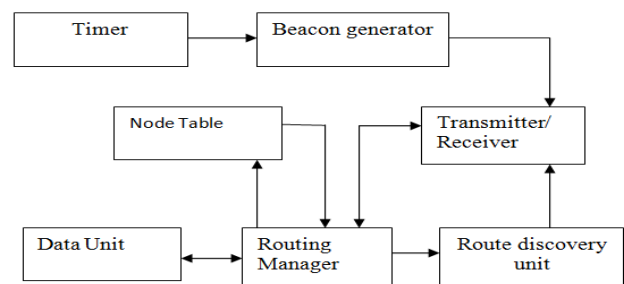 Timer
Beacon generator
Node Table
Transmitter/
Receiver
Data Unit
Routing
Manager
Route discovery
unit